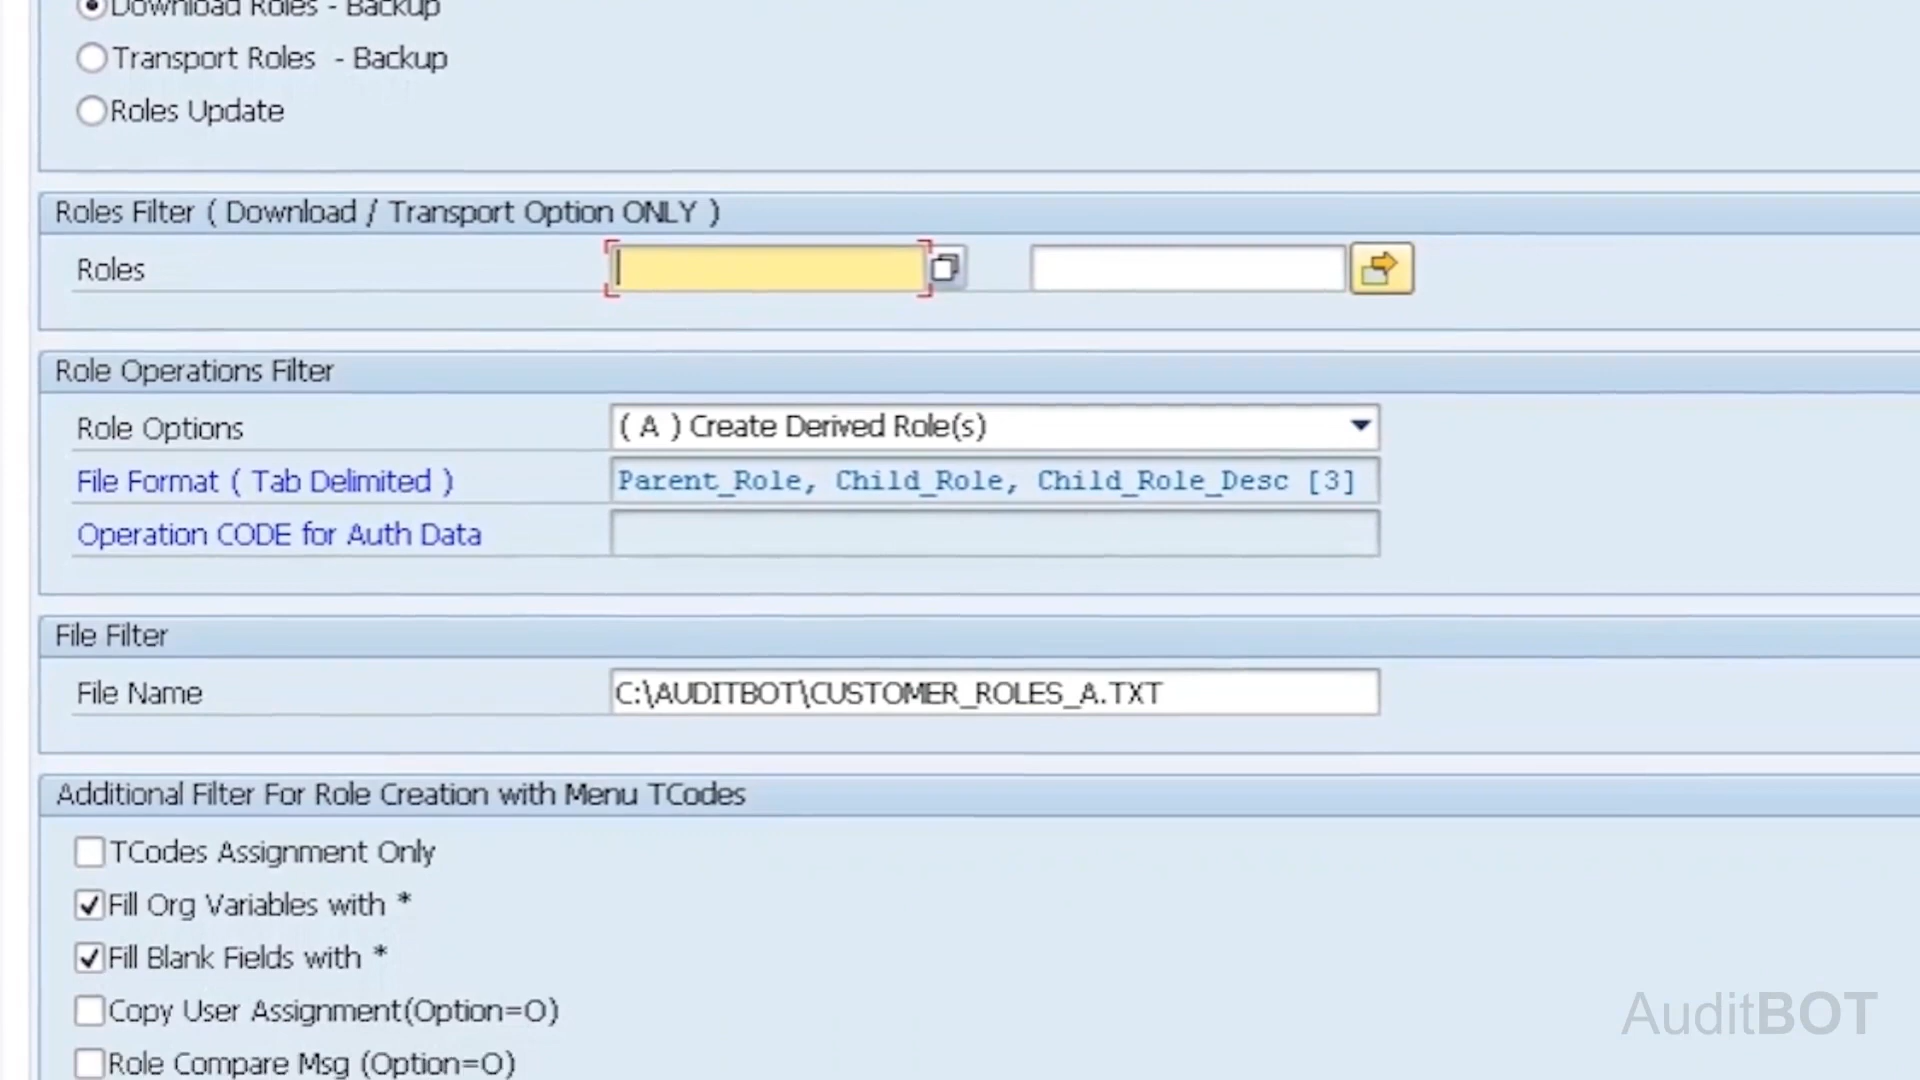 Download Roles - Backup
Transport Roles - Backup
Roles Update
Roles Filter ( Download / Transport Option ONLY )
Roles
Role Operations Filter
Role Options ( A ) Create Derived Role(s)
File Format ( Tab Delimited ) Parent_Role, Child_Role, Child_Role_Desc [3]
Operation CODE for Auth Data
File Filter
File Name C:\AUDITBOT\CUSTOMER_ROLES_A.TXT
Additional Filter For Role Creation with Menu TCodes
TCodes Assignment Only
Fill Org Variables with *
Fill Blank Fields with *
Copy User Assignment(Option=O)
Role Compare Msg (Option=O)
AuditBOT